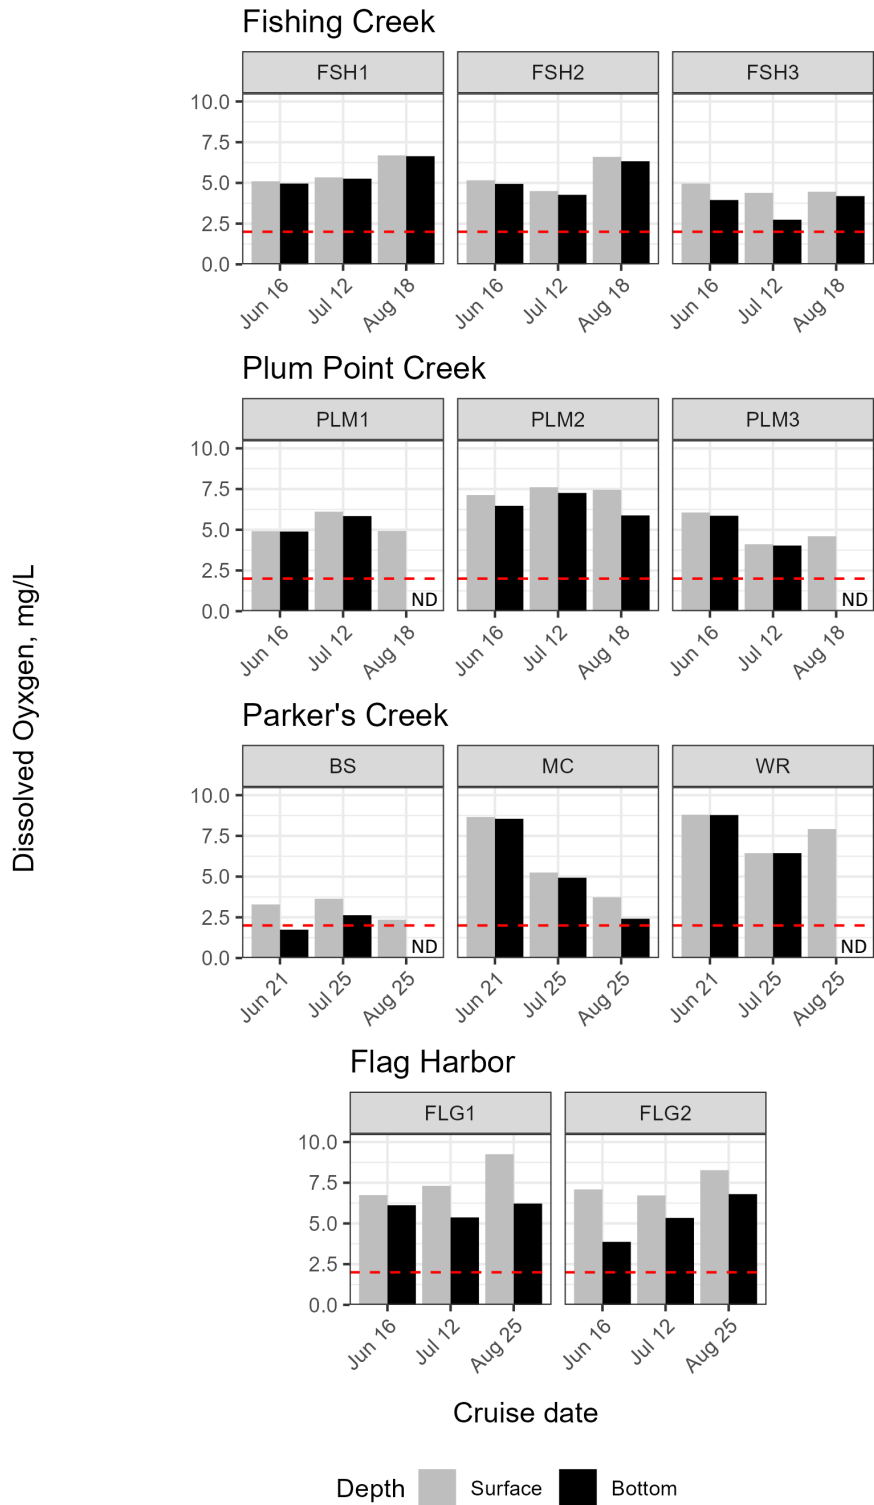 Fishing Creek
FSH1 FSH2 FSH3
10.0
7.5
5.0
2.5
0.0
Jun 16 Jul 12 Aug 18 Jun 16 Jul 12 Aug 18 Jun 16 Jul 12 Aug 18
Plum Point Creek
PLM1 PLM2 PLM3
10.0
7.5
5.0
2.5
0.0
ND ND
Jun 16 Jul 12 Aug 18 Jun 16 Jul 12 Aug 18 Jun 16 Jul 12 Aug 18
Dissolved Oyxgen, mg/L
Parker's Creek
BS MC WR
10.0
7.5
5.0
2.5
0.0
ND ND
Jun 21 Jul 25 Aug 25 Jun 21 Jul 25 Aug 25 Jun 21 Jul 25 Aug 25
Flag Harbor
FLG1 FLG2
10.0
7.5
5.0
2.5
0.0
Jun 16 Jul 12 Aug 25 Jun 16 Jul 12 Aug 25
Cruise date
Depth Surface Bottom